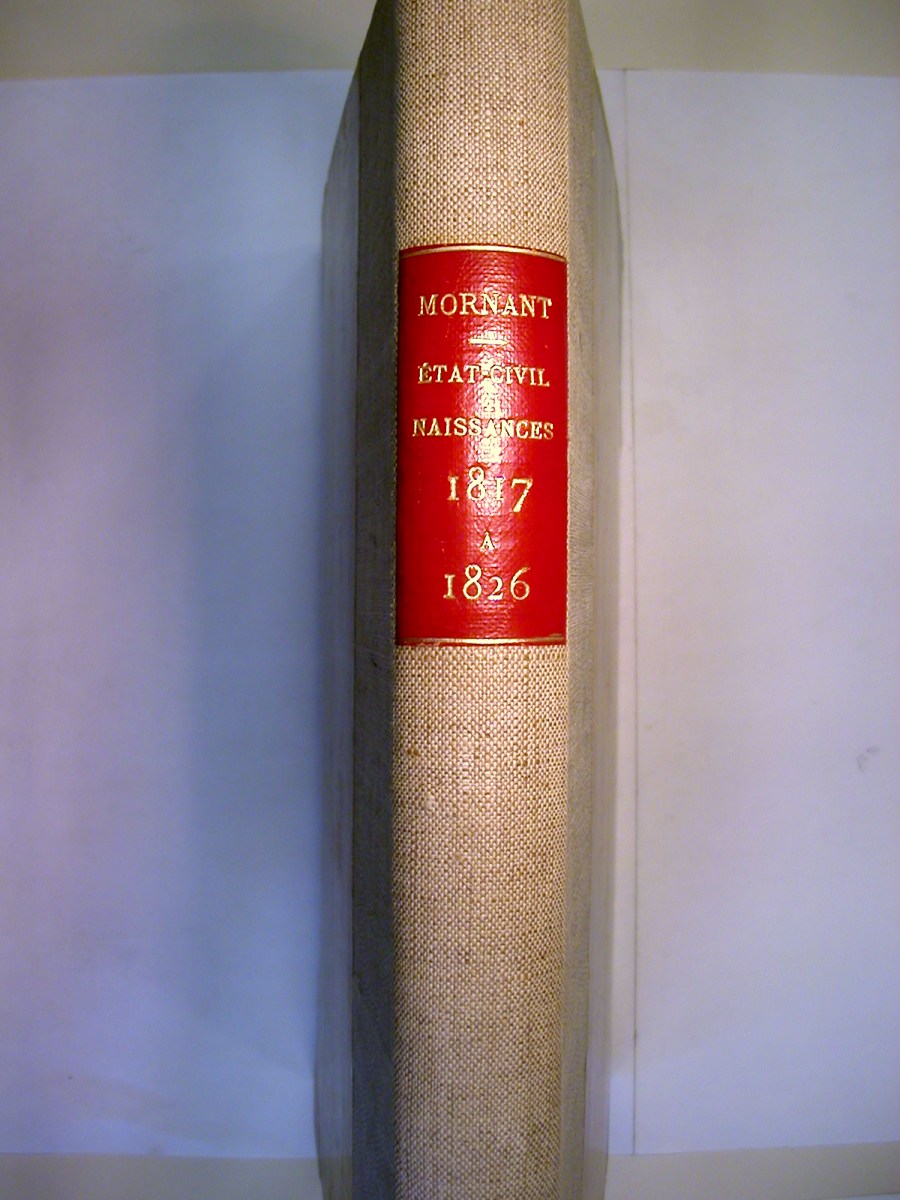 MORNANT
ÉTAT-CIVIL
NAISSANCES
1817
A
1826